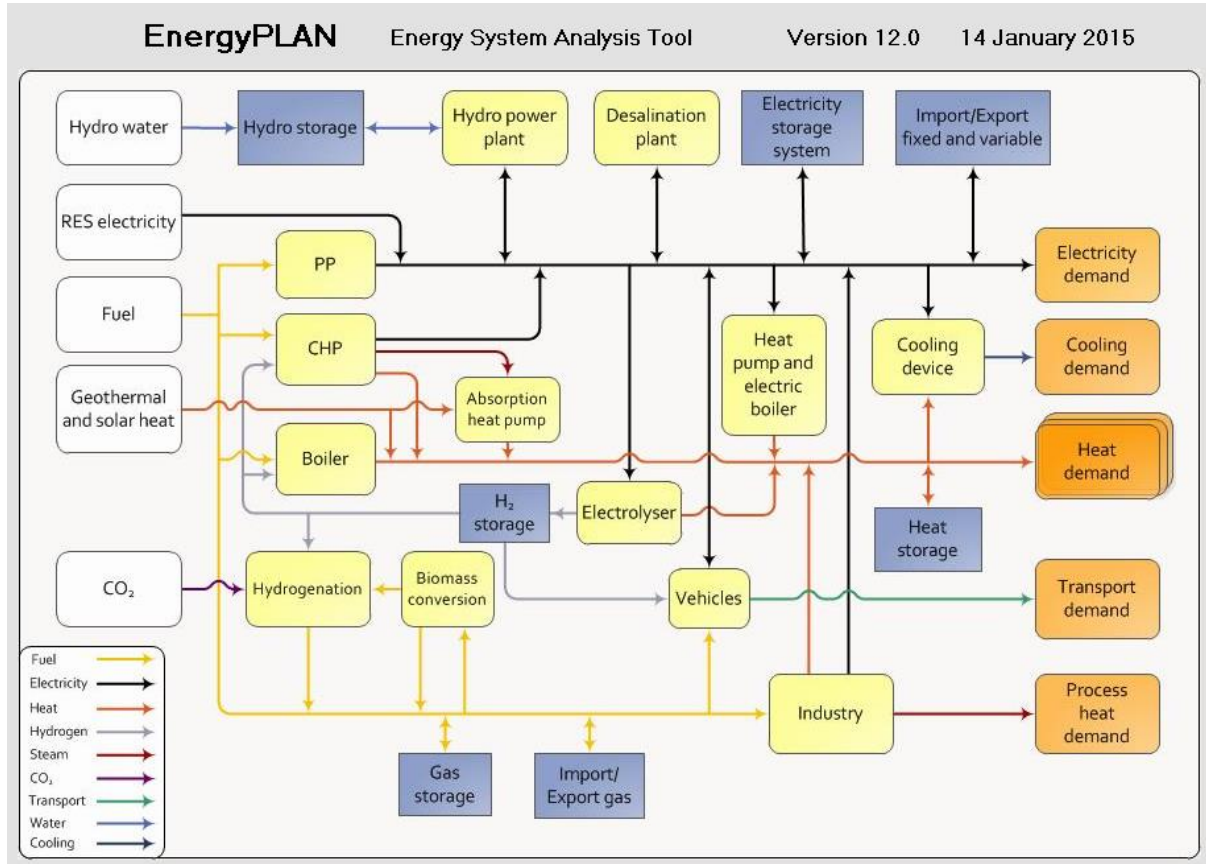 EnergyPLAN Energy System Analysis Tool Version 12.0 14 January 2015
Hydro water
Hydro storage
Hydro power
plant
Desalination
plant
Electricity
storage
system
Import/Export
fixed and variable
RES electricity
PP
Electricity
demand
Fuel
CHP
Heat
pump and
electric
boiler
Cooling
device
Cooling
demand
Geothermal
and solar heat
Absorption
heat pump
Boiler
Heat
demand
H₂
storage
Electrolyser
Heat
storage
CO₂
Hydrogenation
Biomass
conversion
Vehicles
Transport
demand
Industry
Process
heat
demand
Gas
storage
Import/
Export gas
Fuel
Electricity
Heat
Hydrogen
Steam
CO₂
Transport
Water
Cooling